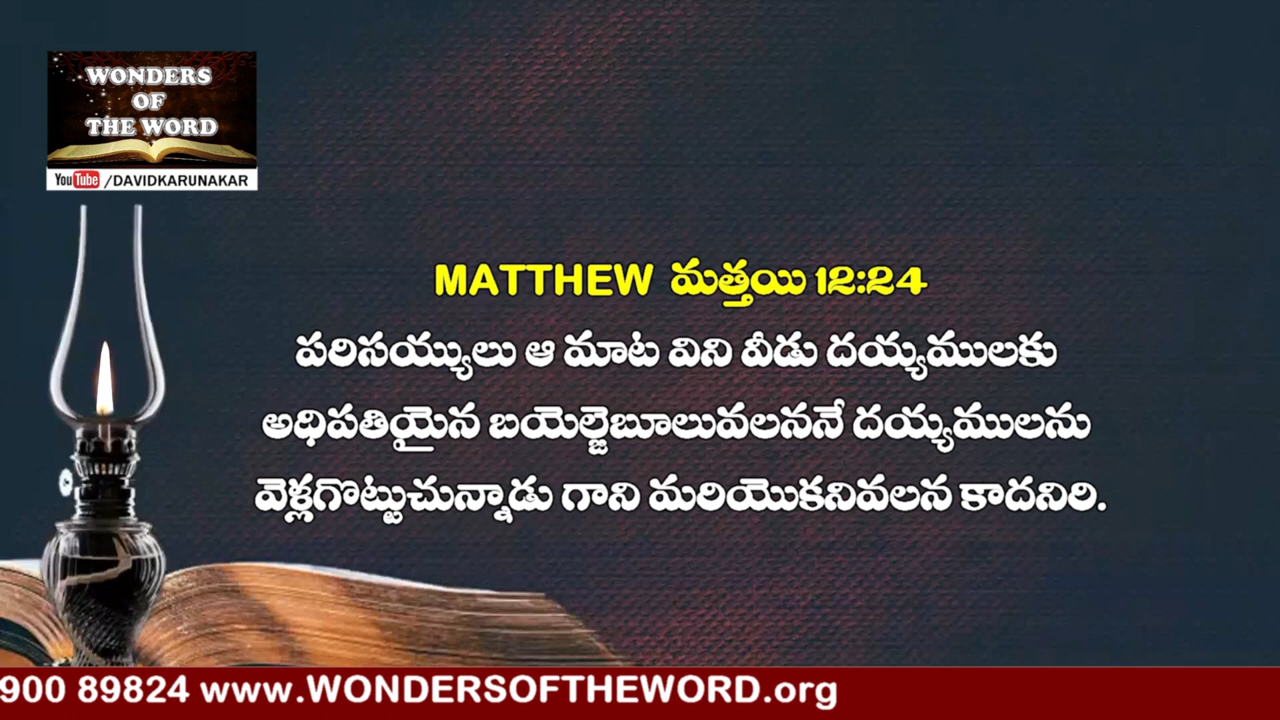 WONDERS
OF
THE WORD
YouTube /DAVIDKARUNAKAR
MATTHEW మత్తయి 12:24
పరిసయ్యులు ఆ మాట విని వీడు దయ్యములకు
అధిపతియైన బయెల్జెబూలువలననే దయ్యములను
వెళ్లగొట్టుచున్నాడు గాని మరియొకనివలన కాదనిరి.
900 89824 www.WONDERSOFTHEWORD.org